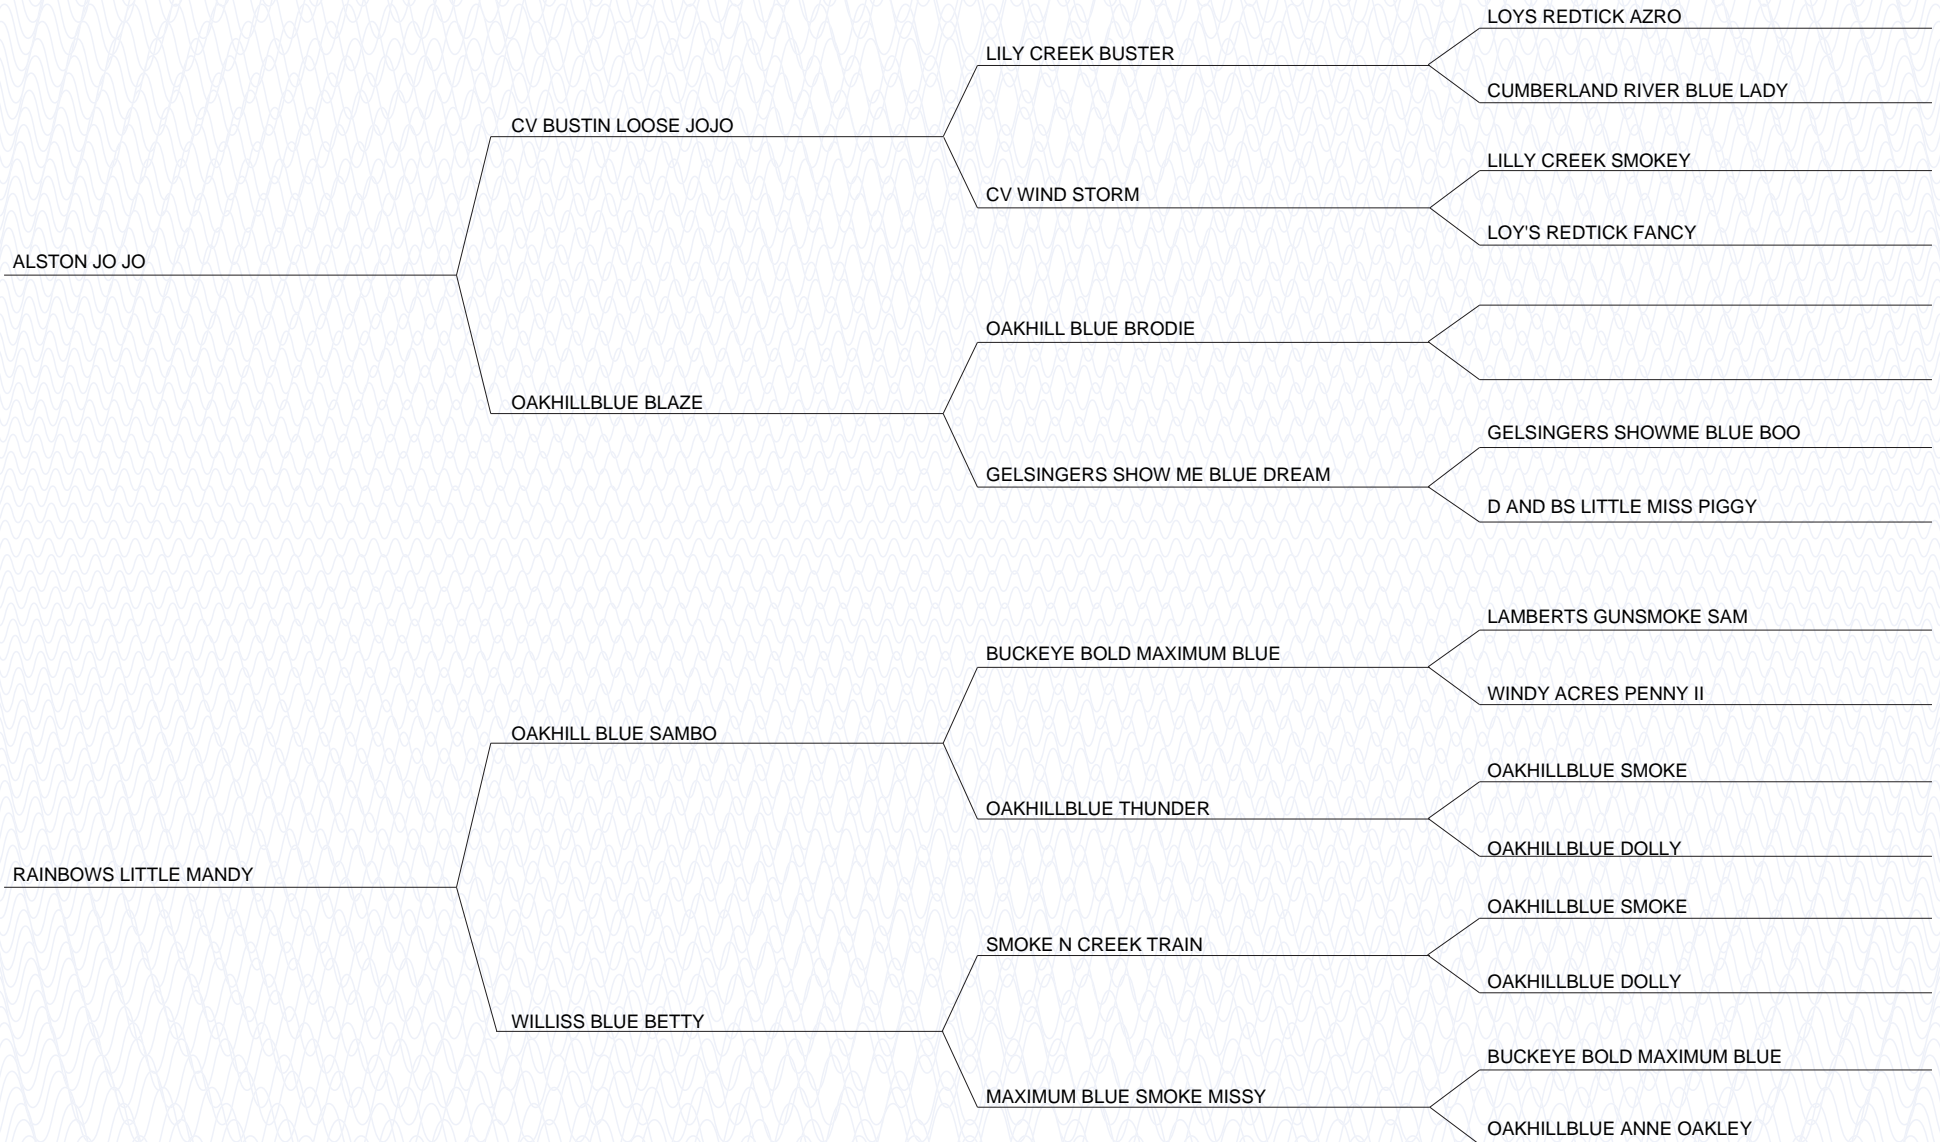 LOYS REDTICK AZRO
LILY CREEK BUSTER
CUMBERLAND RIVER BLUE LADY
CV BUSTIN LOOSE JOJO
LILLY CREEK SMOKEY
CV WIND STORM
LOY'S REDTICK FANCY
ALSTON JO JO
OAKHILL BLUE BRODIE
OAKHILLBLUE BLAZE
GELSINGERS SHOWME BLUE BOO
GELSINGERS SHOW ME BLUE DREAM
D AND BS LITTLE MISS PIGGY
LAMBERTS GUNSMOKE SAM
BUCKEYE BOLD MAXIMUM BLUE
WINDY ACRES PENNY II
OAKHILL BLUE SAMBO
OAKHILLBLUE SMOKE
OAKHILLBLUE THUNDER
OAKHILLBLUE DOLLY
RAINBOWS LITTLE MANDY
OAKHILLBLUE SMOKE
SMOKE N CREEK TRAIN
OAKHILLBLUE DOLLY
WILLISS BLUE BETTY
BUCKEYE BOLD MAXIMUM BLUE
MAXIMUM BLUE SMOKE MISSY
OAKHILLBLUE ANNE OAKLEY